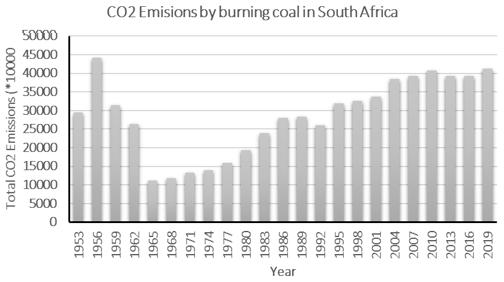 CO2 Emisions by burning coal in South Africa
Total CO2 Emissions (*10000
50000
45000
40000
35000
30000
25000
20000
15000
10000
5000
0
1953 1956 1959 1962 1965 1968 1971 1974 1977 1980 1983 1986 1989 1992 1995 1998 2001 2004 2007 2010 2013 2016 2019
Year